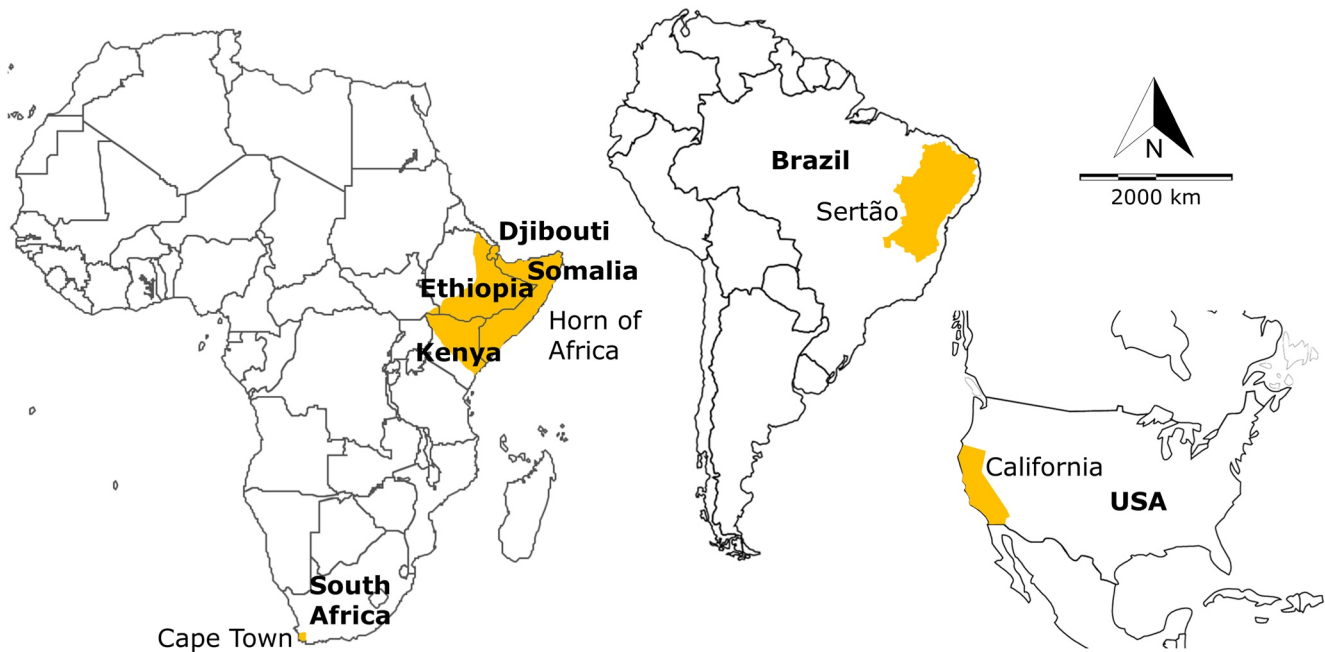 Djibouti
Somalia
Ethiopia
Horn of
Africa
Kenya
South
Africa
Cape Town
Brazil
Sertão
N
2000 km
California
USA